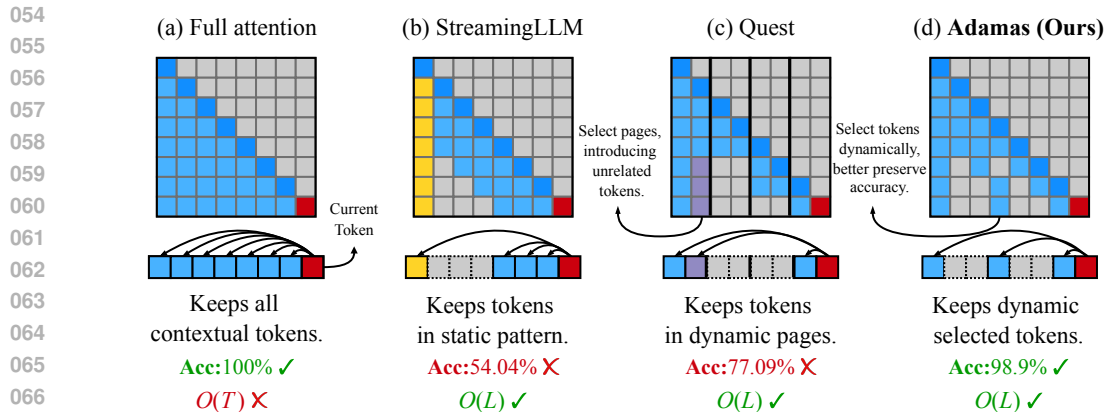 054
055
056
057
058
059
060
061
062
063
064
065
066
(a) Full attention
Current
Token
Keeps all
contextual tokens.
Acc:100% ✓
O(T) ✗
(b) StreamingLLM
Keeps tokens
in static pattern.
Acc:54.04% ✗
O(L) ✓
(c) Quest
Select pages,
introducing
unrelated
tokens.
Keeps tokens
in dynamic pages.
Acc:77.09% ✗
O(L) ✓
(d) Adamas (Ours)
Select tokens
dynamically,
better preserve
accuracy.
Keeps dynamic
selected tokens.
Acc:98.9% ✓
O(L) ✓